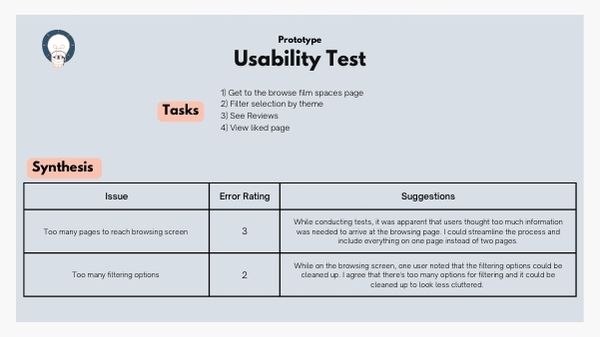 Prototype
Usability Test
Tasks
1) Get to the browse film spaces page
2) Filter selection by theme
3) See Reviews
4) View liked page
Synthesis
Issue
Error Rating
Suggestions
Too many pages to reach browsing screen
3
While conducting tests, it was apparent that users thought too much information
was needed to arrive at the browsing page. I could streamline the process and
include everything on one page instead of two pages.
Too many filtering options
2
While on the browsing screen, one user noted that the filtering options could be
cleaned up. I agree that there's too many options for filtering and it could be
cleaned up to look less cluttered.